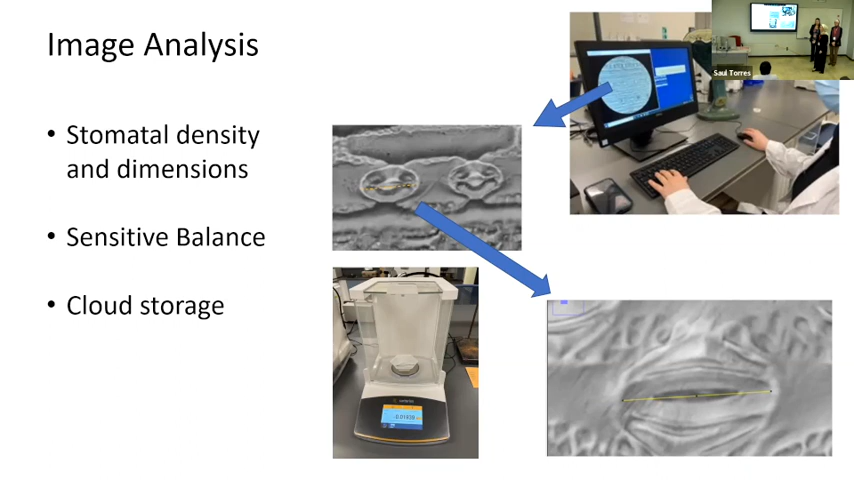 Image Analysis
Saul Torres
• Stomatal density
and dimensions
• Sensitive Balance
• Cloud storage